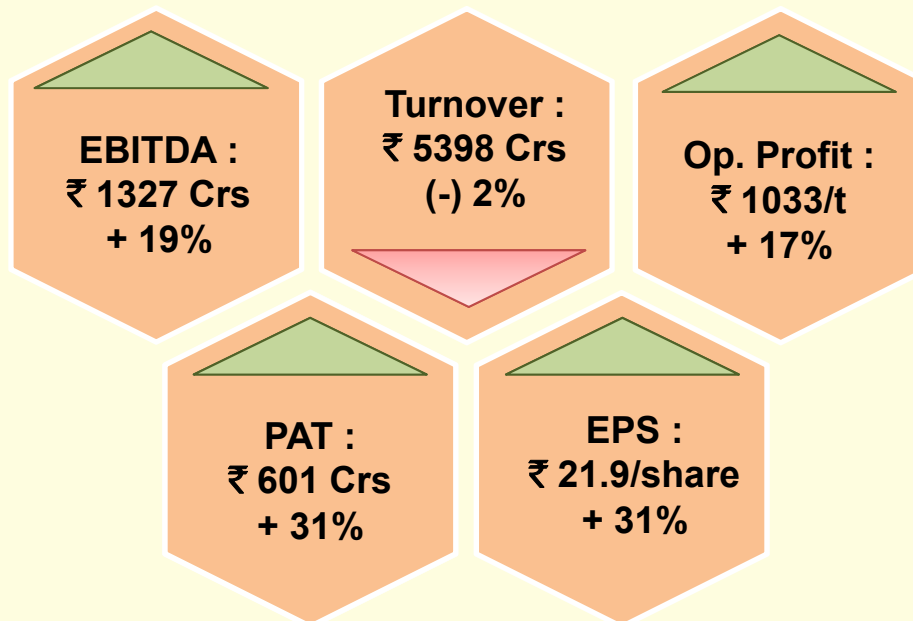 EBITDA :
₹ 1327 Crs
+ 19%
Turnover :
₹ 5398 Crs
(-) 2%
Op. Profit :
₹ 1033/t
+ 17%
PAT :
₹ 601 Crs
+ 31%
EPS :
₹ 21.9/share
+ 31%